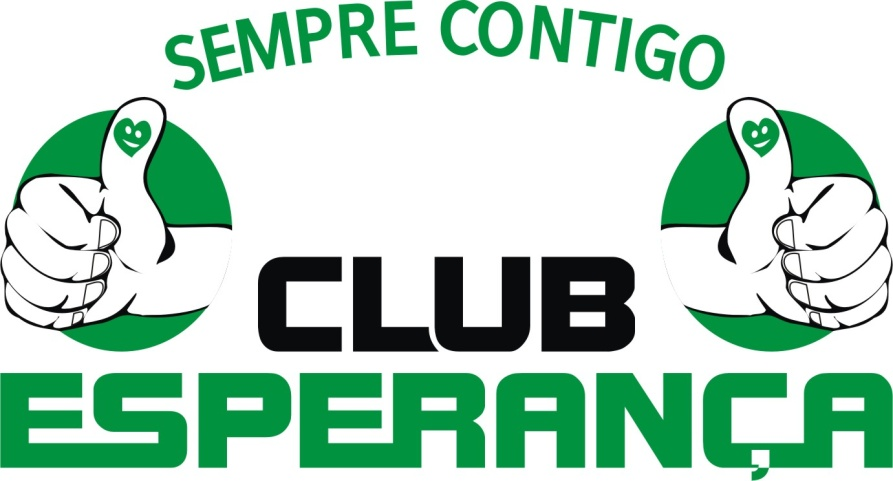 SEMPRE CONTIGO
CLUB
ESPERANÇA